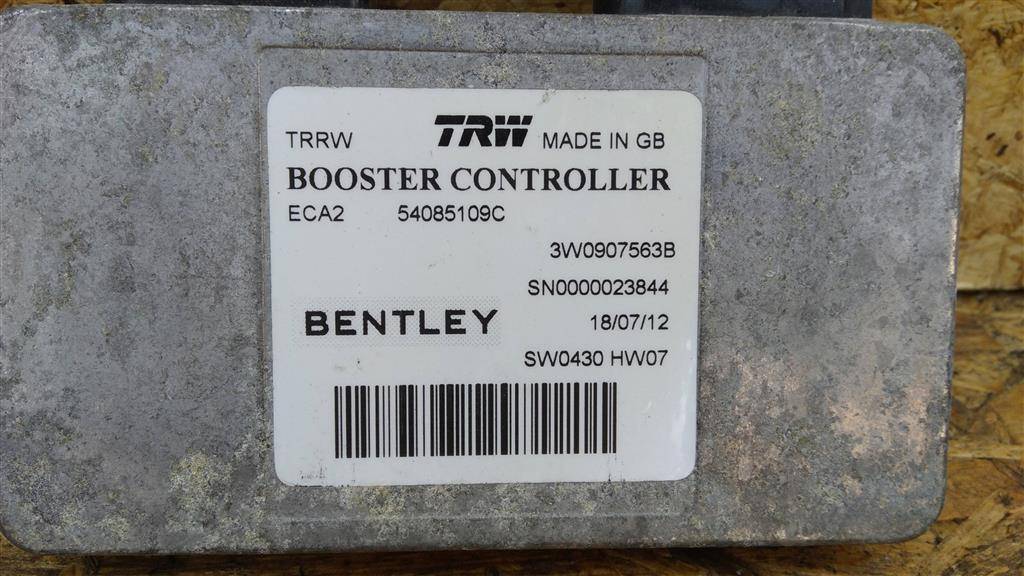 TRRW TRW MADE IN GB
BOOSTER CONTROLLER
ECA2 54085109C
3W0907563B
SN0000023844
BENTLEY 18/07/12
SW0430 HW07